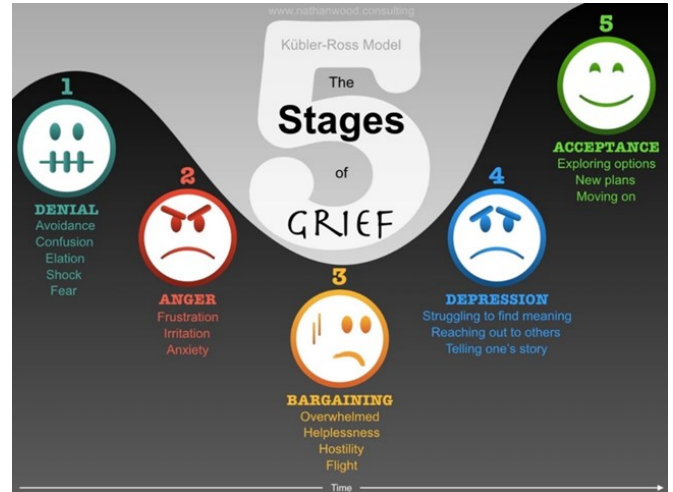 www.nathanwood.consulting
Kübler-Ross Model
5
The
Stages
of
GRIEF
1
DENIAL
Avoidance
Confusion
Elation
Shock
Fear
2
ANGER
Frustration
Irritation
Anxiety
3
BARGAINING
Overwhelmed
Helplessness
Hostility
Flight
4
DEPRESSION
Struggling to find meaning
Reaching out to others
Telling one's story
5
ACCEPTANCE
Exploring options
New plans
Moving on
Time